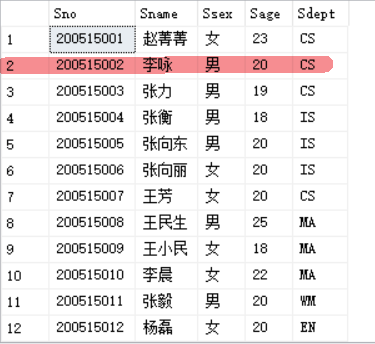 Sno Sname Ssex Sage Sdept
1 200515001 赵菁菁 女 23 CS
2 200515002 李咏 男 20 CS
3 200515003 张力 男 19 CS
4 200515004 张衡 男 18 IS
5 200515005 张向东 男 20 IS
6 200515006 张向丽 女 20 IS
7 200515007 王芳 女 20 CS
8 200515008 王民生 男 25 MA
9 200515009 王小民 女 18 MA
10 200515010 李晨 女 22 MA
11 200515011 张毅 男 20 WM
12 200515012 杨磊 女 20 EN